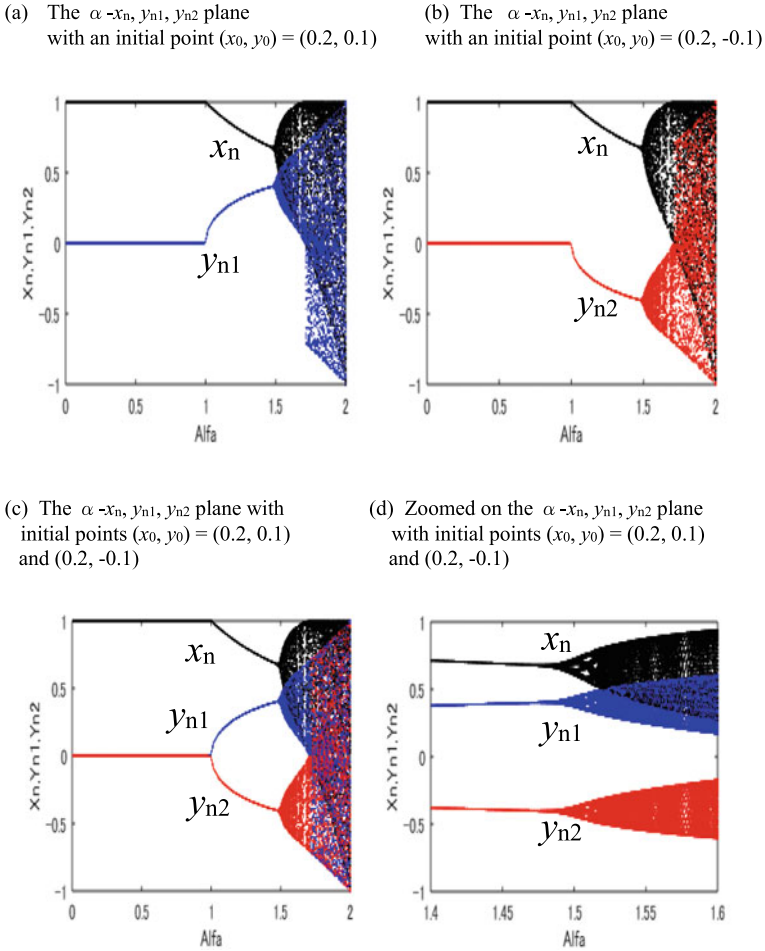 (a) The α-xn, yn1, yn2 plane
with an initial point (x0, y0) = (0.2, 0.1)
(b) The α-xn, yn1, yn2 plane
with an initial point (x0, y0) = (0.2, -0.1)
1
0.5
0
-0.5
-1
Xn.Yn1.Yn2
xn
yn1
0
0.5
1
1.5
2
Alfa
1
0.5
0
-0.5
-1
Xn.Yn1.Yn2
xn
yn2
0
0.5
1
1.5
2
Alfa
(c) The α-xn, yn1, yn2 plane with
initial points (x0, y0) = (0.2, 0.1)
and (0.2, -0.1)
(d) Zoomed on the α-xn, yn1, yn2 plane
with initial points (x0, y0) = (0.2, 0.1)
and (0.2, -0.1)
1
0.5
0
-0.5
-1
Xn.Yn1.Yn2
xn
yn1
yn2
0
0.5
1
1.5
2
Alfa
1
0.5
0
-0.5
-1
Xn.Yn1.Yn2
xn
yn1
yn2
1.4
1.45
1.5
1.55
1.6
Alfa